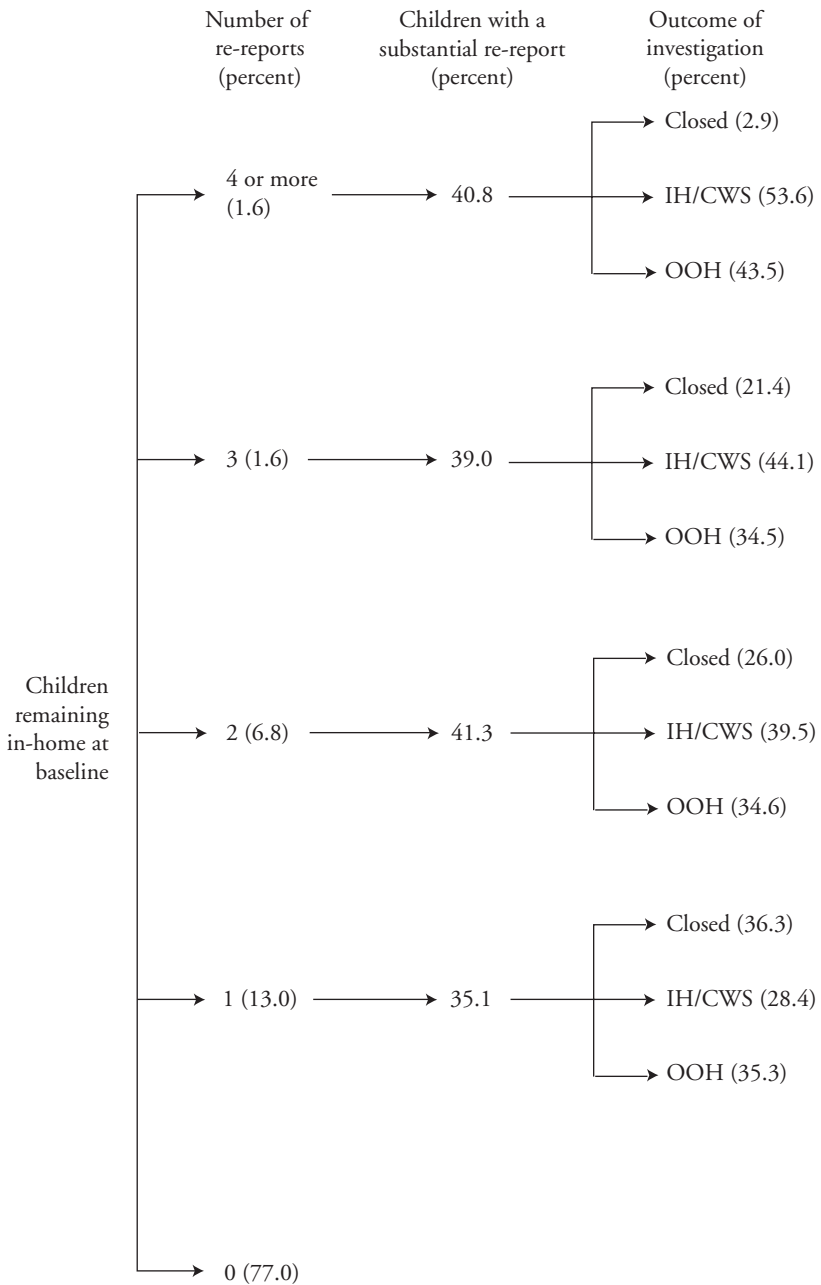 Number of
re-reports
(percent)
Children with a
substantial re-report
(percent)
Outcome of
investigation
(percent)
Closed (2.9)
4 or more
(1.6)
40.8
IH/CWS (53.6)
OOH (43.5)
Closed (21.4)
3 (1.6)
39.0
IH/CWS (44.1)
OOH (34.5)
Closed (26.0)
Children
remaining
in-home at
baseline
2 (6.8)
41.3
IH/CWS (39.5)
OOH (34.6)
Closed (36.3)
1 (13.0)
35.1
IH/CWS (28.4)
OOH (35.3)
0 (77.0)